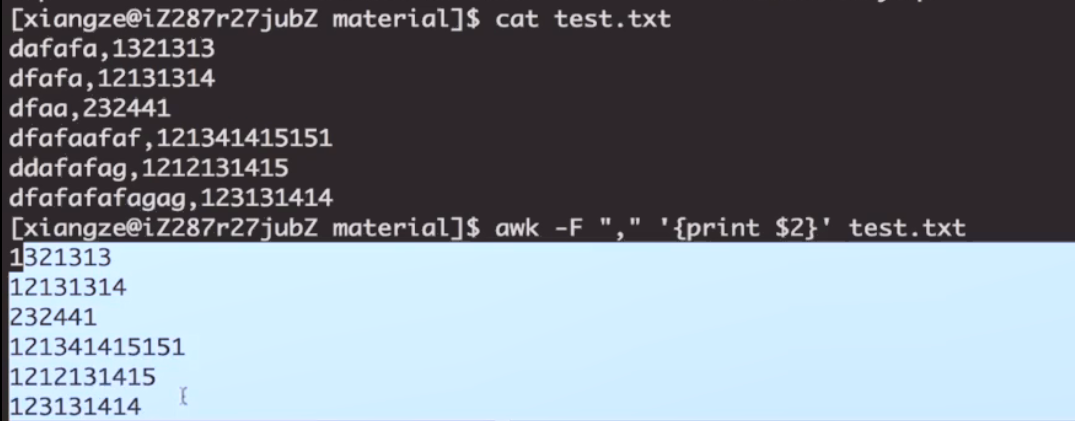 [xiangze@iZ287r27jubZ material]$ cat test.txt
dafafa,1321313
dfafa,12131314
dfaa,232441
dfafaafaf,121341415151
ddafafag,1212131415
dfafafafagag,123131414
[xiangze@iZ287r27jubZ material]$ awk -F "," '{print $2}' test.txt
1321313
12131314
232441
121341415151
1212131415
123131414